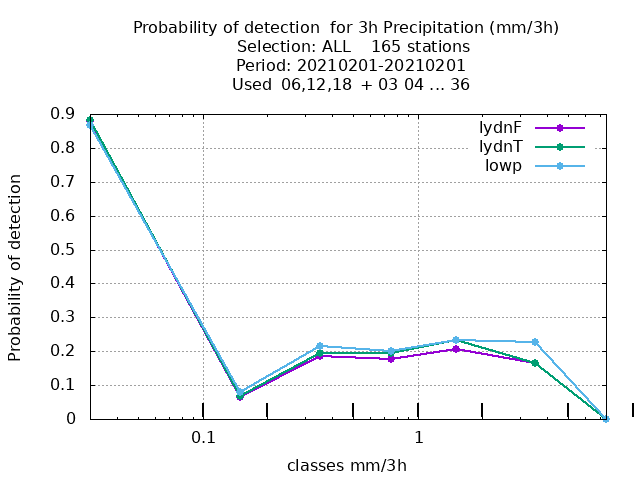 Probability of detection  for 3h Precipitation (mm/3h)
Selection: ALL    165 stations
Period: 20210201-20210201
Used  06,12,18  + 03 04 ... 36
lydnF
lydnT
lowp
0.9
0.8
0.7
0.6
0.5
0.4
0.3
0.2
0.1
0
Probability of detection
0.1 1
classes mm/3h